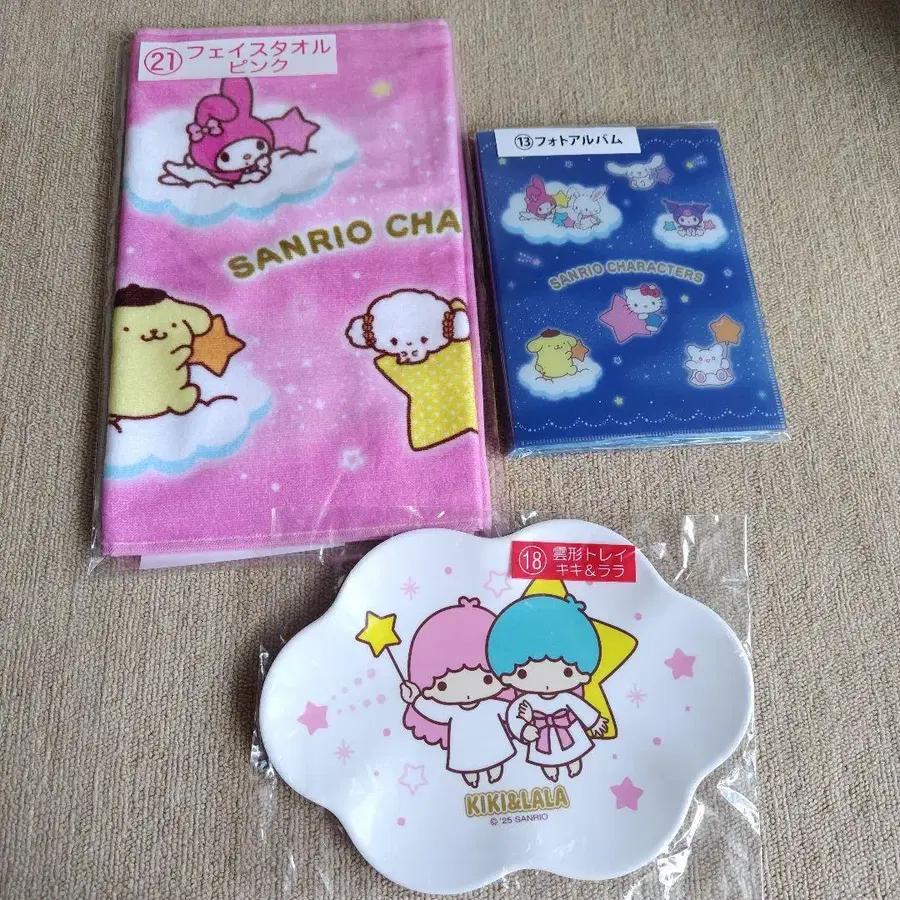 ㉑フェイスタオル
ピンク
SANRIO CHA
⑬フォトアルバム
SANRIO CHARACTERS
⑱雲形トレイ
キキ&ララ
KIKI&LALA
© '25 SANRIO